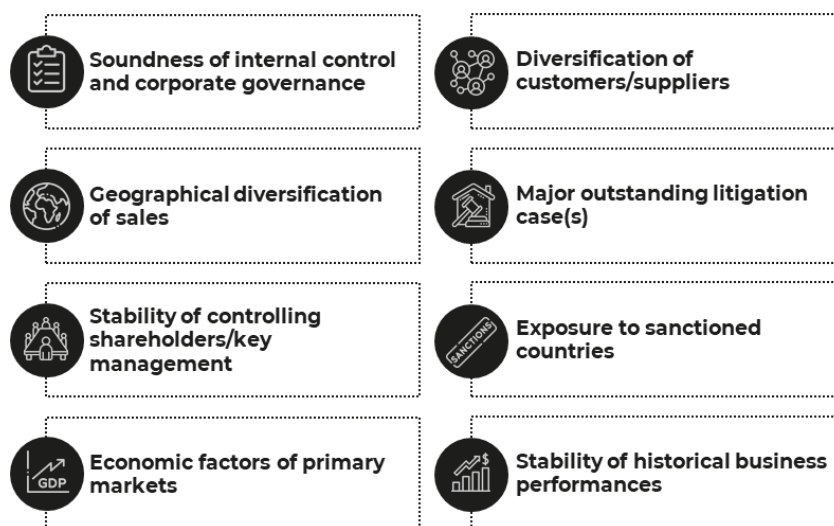 Soundness of internal control
and corporate governance
Diversification of
customers/suppliers
Geographical diversification
of sales
Major outstanding litigation
case(s)
Stability of controlling
shareholders/key
management
SANCTIONS
Exposure to sanctioned
countries
GDP
Economic factors of primary
markets
$
Stability of historical business
performances